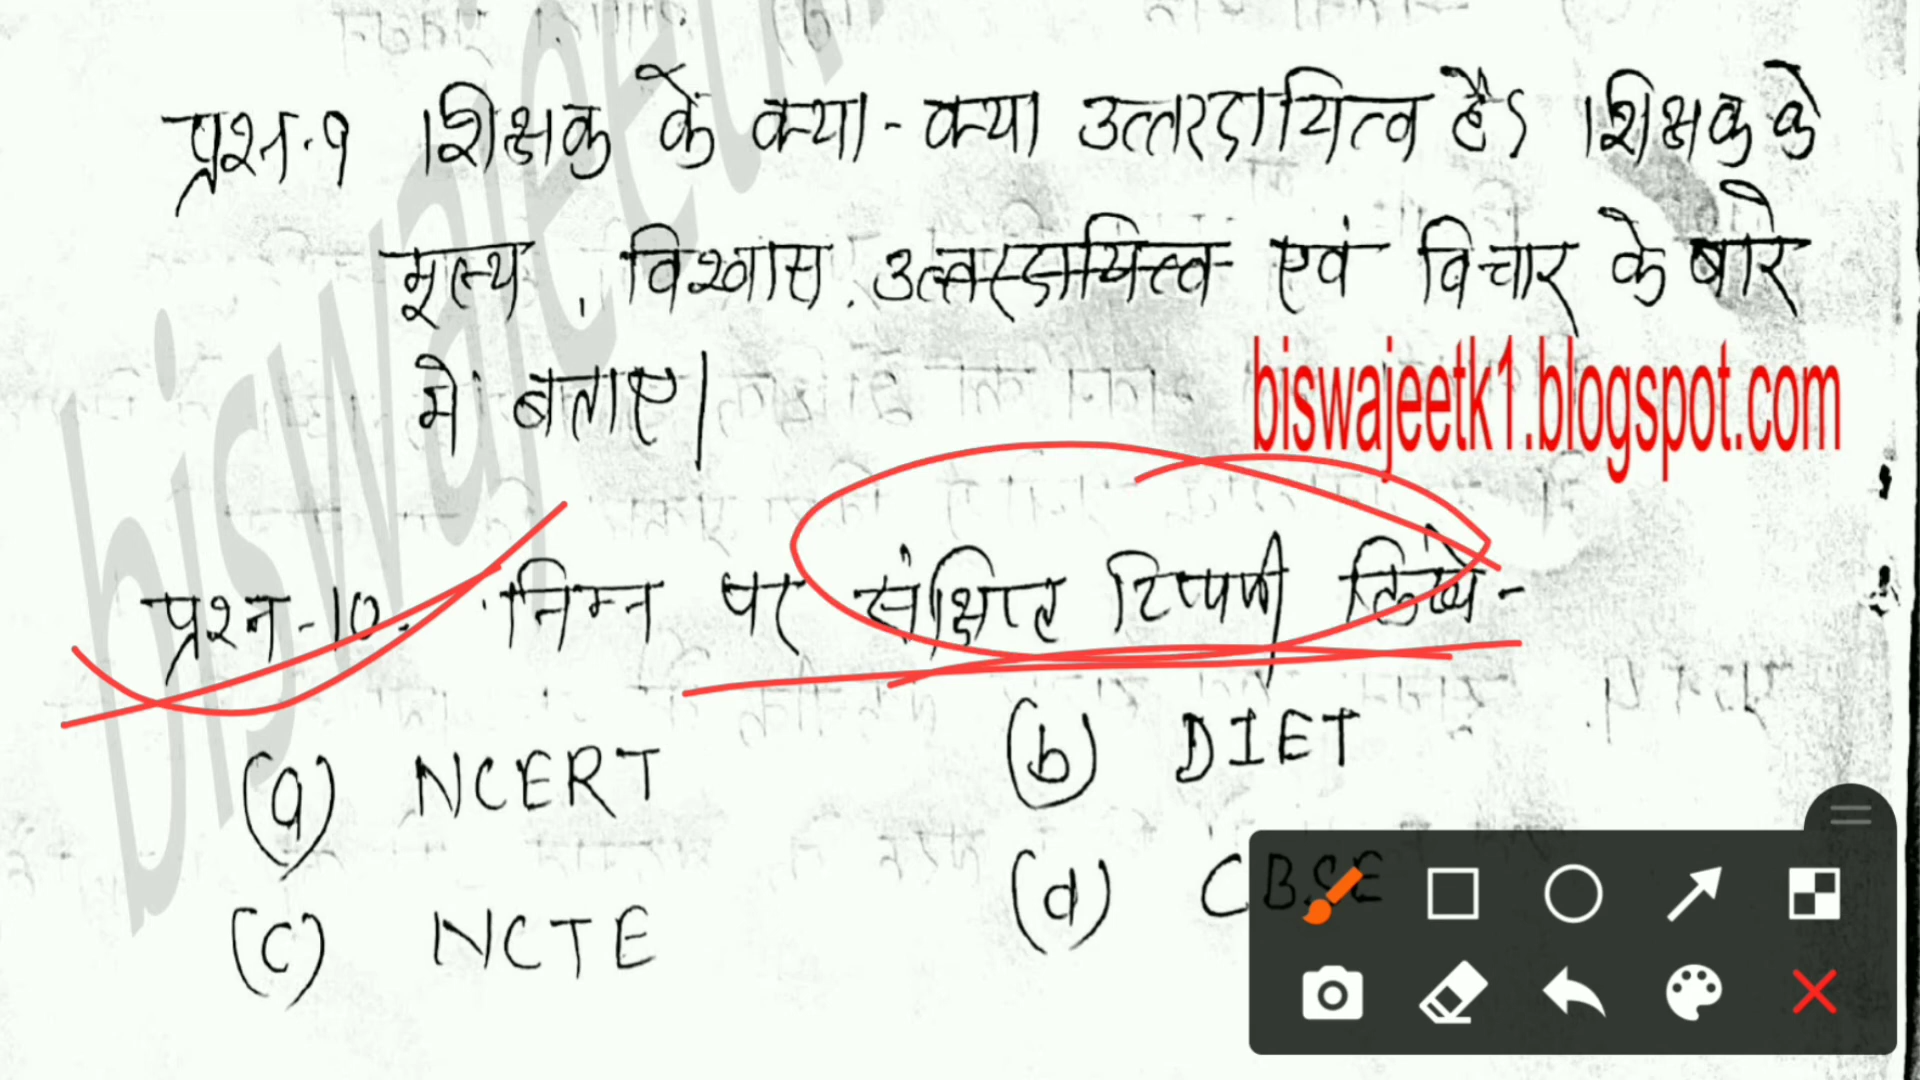 प्रश्न.9 शिक्षक के क्या-क्या उत्तरदायित्व है? शिक्षक के
मूल्य, विश्वास, उत्तरदायित्व एवं विचार के बारे
में बताए।
biswajeetk1.blogspot.com
प्रश्न-10. निम्न पर संक्षिप्त टिप्पणी लिखे-
(a) NCERT (b) DIET
(c) NCTE (d) CBSE